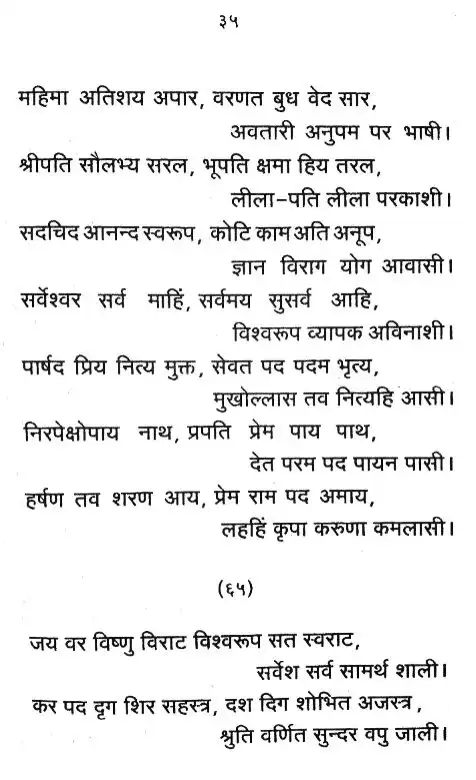 ३५
महिमा अतिशय अपार, वरणत बुध वेद सार,
अवतारी अनुपम पर भाषी।
श्रीपति सौलभ्य सरल, भूपति क्षमा हिय तरल,
लीला-पति लीला परकाशी।
सदचिद आनन्द स्वरूप, कोटि काम अति अनूप,
ज्ञान विराग योग आवासी।
सर्वेश्वर सर्व माहिं, सर्वमय सुसर्व आहि,
विश्वरूप व्यापक अविनाशी।
पार्षद प्रिय नित्य मुक्त, सेवत पद पदम भृत्य,
मुखोल्लास तव नित्यहि आसी।
निरपेक्षोपाय नाथ, प्रपति प्रेम पाय पाथ,
देत परम पद पायन पासी।
हर्षण तव शरण आय, प्रेम राम पद अमाय,
लहहिं कृपा करुणा कमलासी।
(६५)
जय वर विष्णु विराट विश्वरूप सत स्वराट,
सर्वेश सर्व सामर्थ शाली।
कर पद दृग शिर सहस्त्र, दश दिग शोभित अजस्त्र,
श्रुति वर्णित सुन्दर वपु जाली।